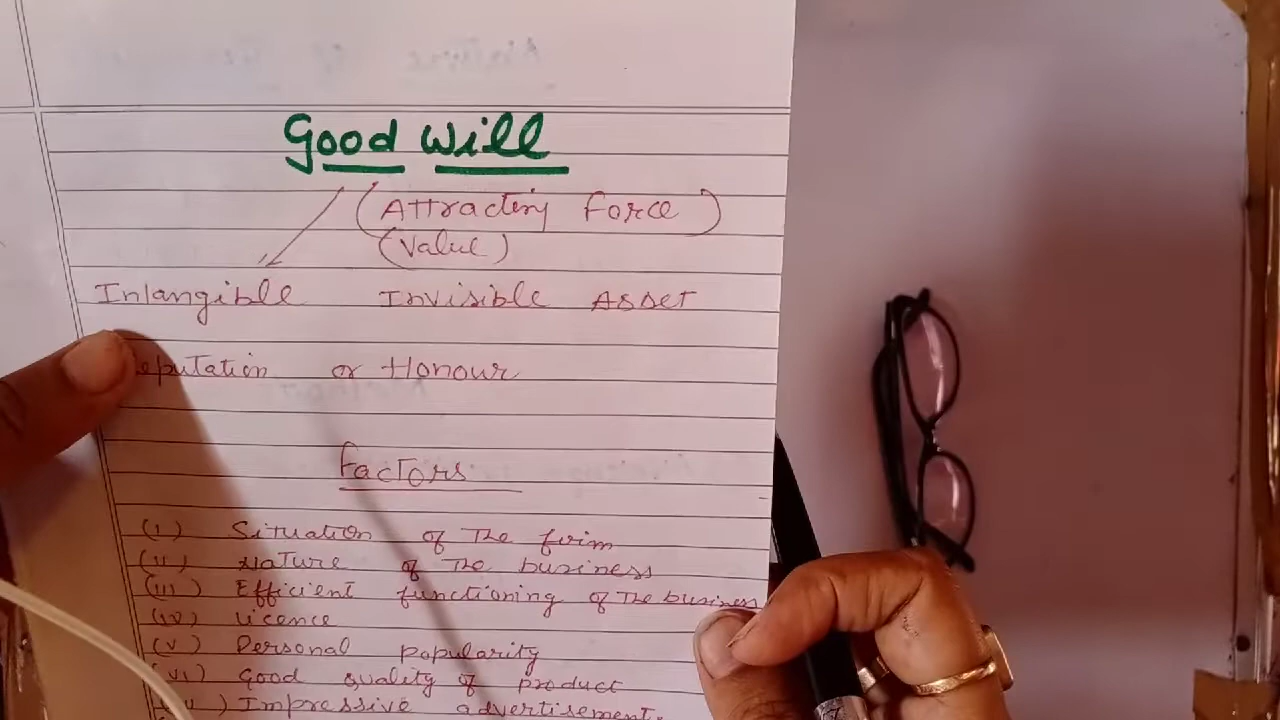 Good Will
(Attracting Force)
(Value)
Intangible Invisible Asset
eputation or Honour
Factors
(i) Situation of The firm
(ii) Nature of The business
(iii) Efficient functioning of The business
(iv) Licence
(v) Personal popularity
(vi) Good quality of product
) Impressive advertisement.